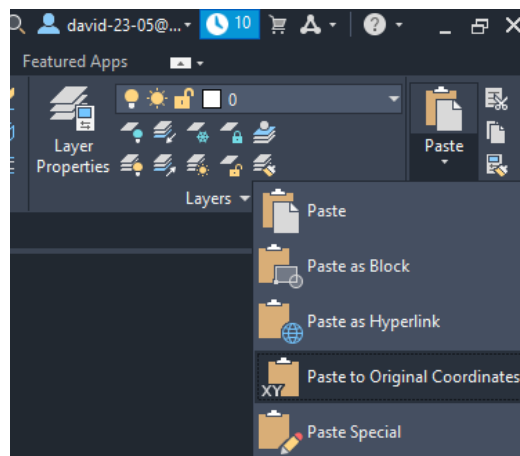 david-23-05@...
10
Featured Apps
0
Layer
Properties
Paste
Layers
Paste
Paste as Block
Paste as Hyperlink
XY
Paste to Original Coordinates
Paste Special